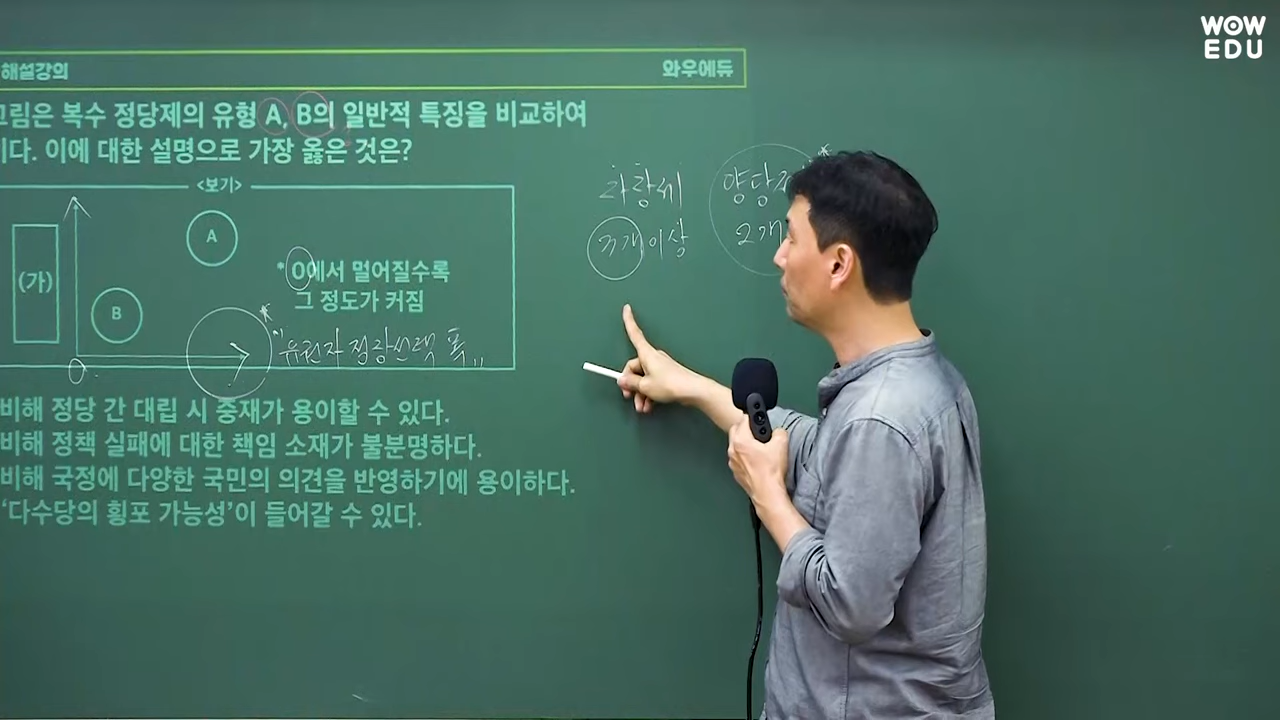 WOW
EDU
해설강의
와우에듀
그림은 복수 정당제의 유형 A, B의 일반적 특징을 비교하여
이다. 이에 대한 설명으로 가장 옳은 것은?
<보기>
(가)
A
B
* 0에서 멀어질수록
그 정도가 커짐
"유권자 정당선택 폭"
0
다당제
3개 이상
양당제
2개
비해 정당 간 대립 시 중재가 용이할 수 있다.
비해 정책 실패에 대한 책임 소재가 불분명하다.
비해 국정에 다양한 국민의 의견을 반영하기에 용이하다.
'다수당의 횡포 가능성'이 들어갈 수 있다.